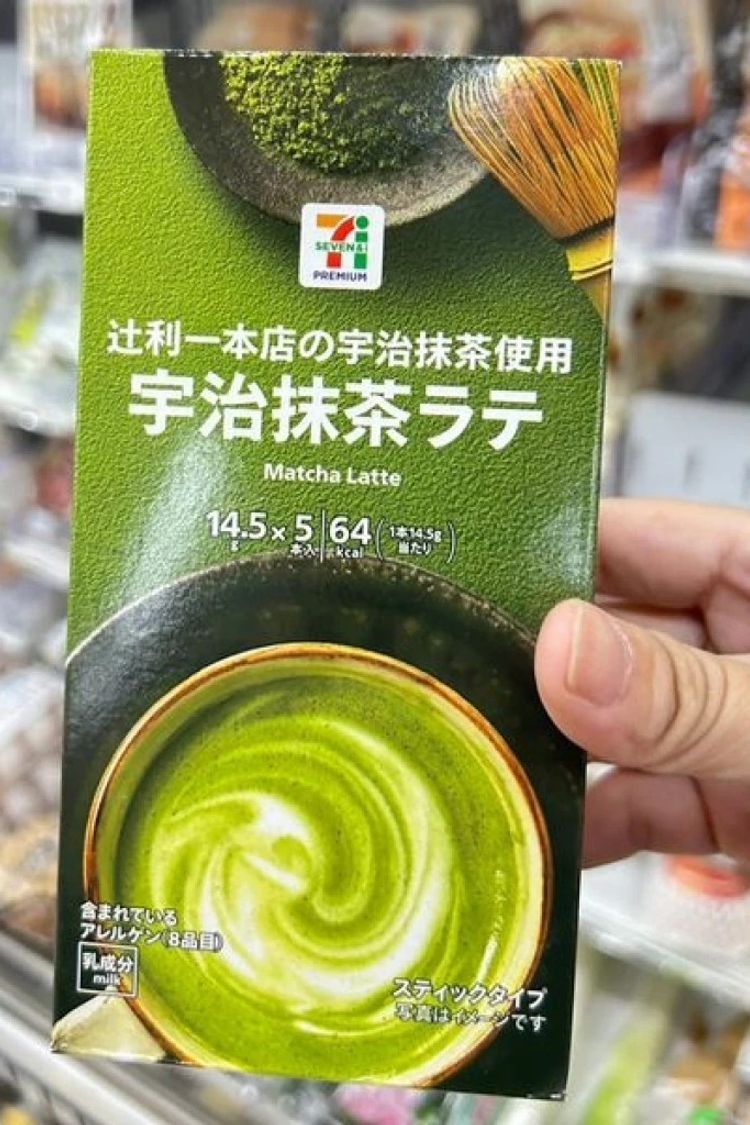 SEVEN&i
PREMIUM
辻利一本店の宇治抹茶使用
宇治抹茶ラテ
Matcha Latte
14.5g×5本入 64kcal(1本14.5g当たり)
含まれている
アレルゲン(8品目)
乳成分
milk
スティックタイプ
写真はイメージです